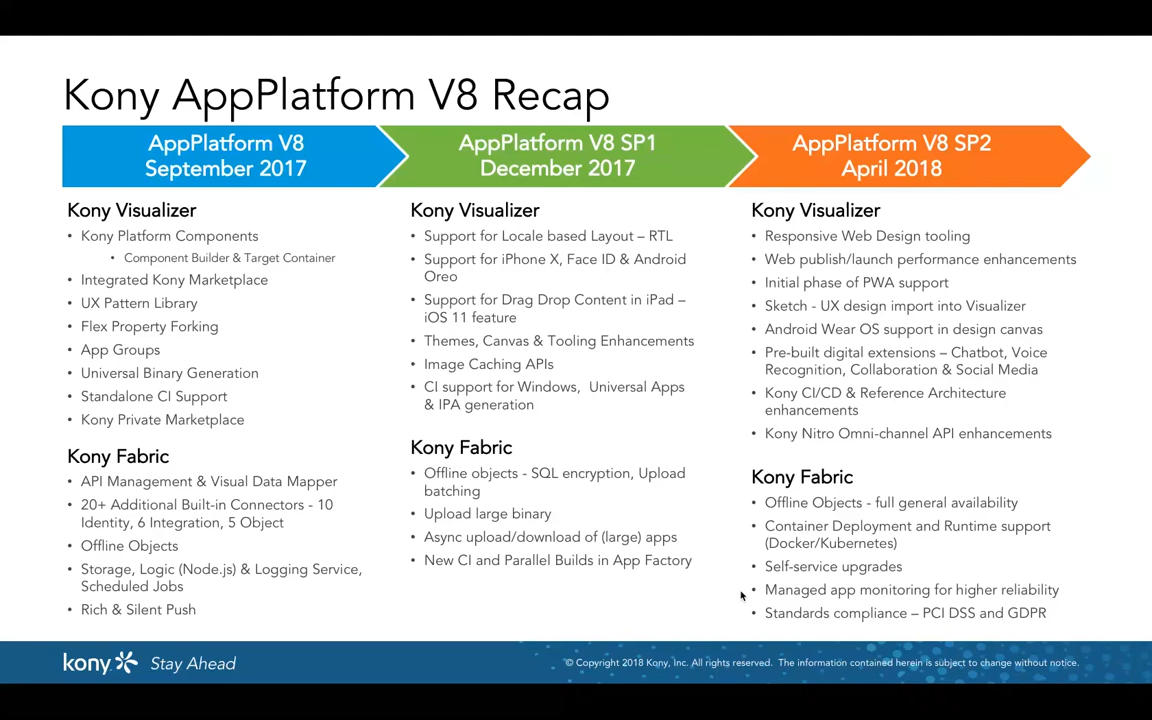 Kony AppPlatform V8 Recap
AppPlatform V8
September 2017
AppPlatform V8 SP1
December 2017
AppPlatform V8 SP2
April 2018
Kony Visualizer
• Kony Platform Components
• Component Builder & Target Container
• Integrated Kony Marketplace
• UX Pattern Library
• Flex Property Forking
• App Groups
• Universal Binary Generation
• Standalone CI Support
• Kony Private Marketplace
Kony Fabric
• API Management & Visual Data Mapper
• 20+ Additional Built-in Connectors - 10
Identity, 6 Integration, 5 Object
• Offline Objects
• Storage, Logic (Node.js) & Logging Service,
Scheduled Jobs
• Rich & Silent Push
Kony Visualizer
• Support for Locale based Layout – RTL
• Support for iPhone X, Face ID & Android
Oreo
• Support for Drag Drop Content in iPad –
iOS 11 feature
• Themes, Canvas & Tooling Enhancements
• Image Caching APIs
• CI support for Windows, Universal Apps
& IPA generation
Kony Fabric
• Offline objects - SQL encryption, Upload
batching
• Upload large binary
• Async upload/download of (large) apps
• New CI and Parallel Builds in App Factory
Kony Visualizer
• Responsive Web Design tooling
• Web publish/launch performance enhancements
• Initial phase of PWA support
• Sketch - UX design import into Visualizer
• Android Wear OS support in design canvas
• Pre-built digital extensions – Chatbot, Voice
Recognition, Collaboration & Social Media
• Kony CI/CD & Reference Architecture
enhancements
• Kony Nitro Omni-channel API enhancements
Kony Fabric
• Offline Objects - full general availability
• Container Deployment and Runtime support
(Docker/Kubernetes)
• Self-service upgrades
• Managed app monitoring for higher reliability
• Standards compliance – PCI DSS and GDPR
kony Stay Ahead
© Copyright 2018 Kony, Inc. All rights reserved. The information contained herein is subject to change without notice.